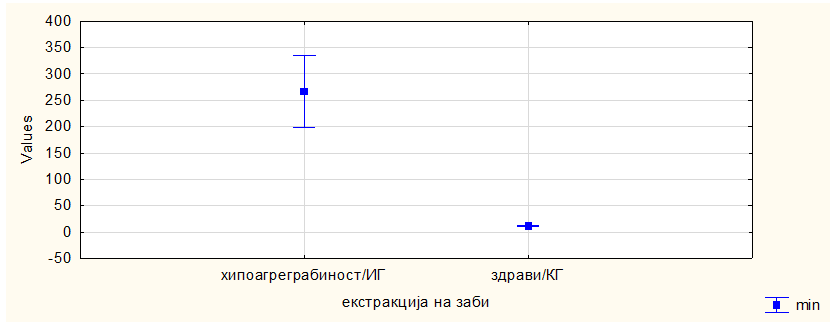 400
350
300
250
200
150
100
50
0
-50
Values
хипоагреграбиност/ИГ здрави/КГ
екстракција на заби
min